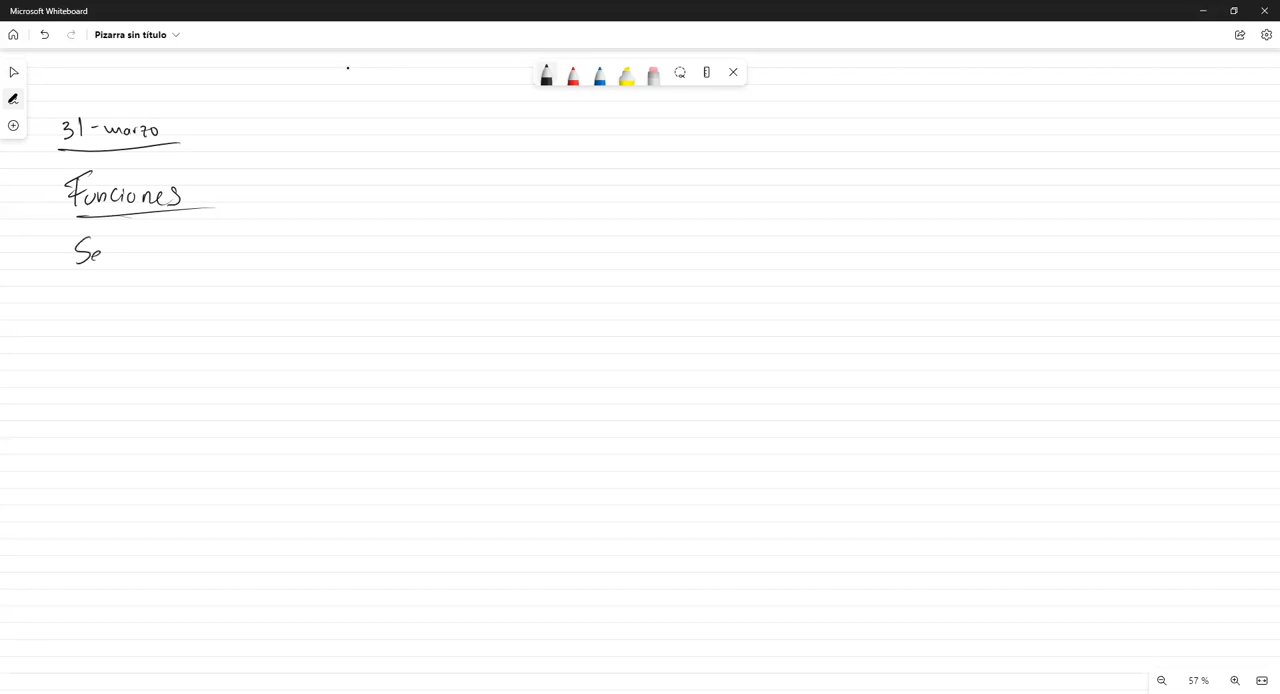 Microsoft Whiteboard
Pizarra sin título
31-marzo
Funciones
Se
57 %